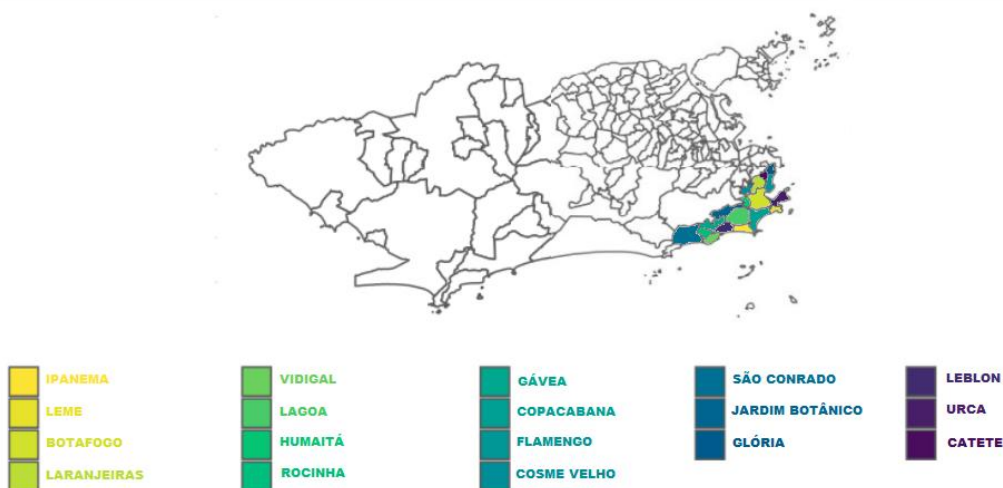 IPANEMA
LEME
BOTAFOGO
LARANJEIRAS
VIDIGAL
LAGOA
HUMAITÁ
ROCINHA
GÁVEA
COPACABANA
FLAMENGO
COSME VELHO
SÃO CONRADO
JARDIM BOTÂNICO
GLÓRIA
LEBLON
URCA
CATETE